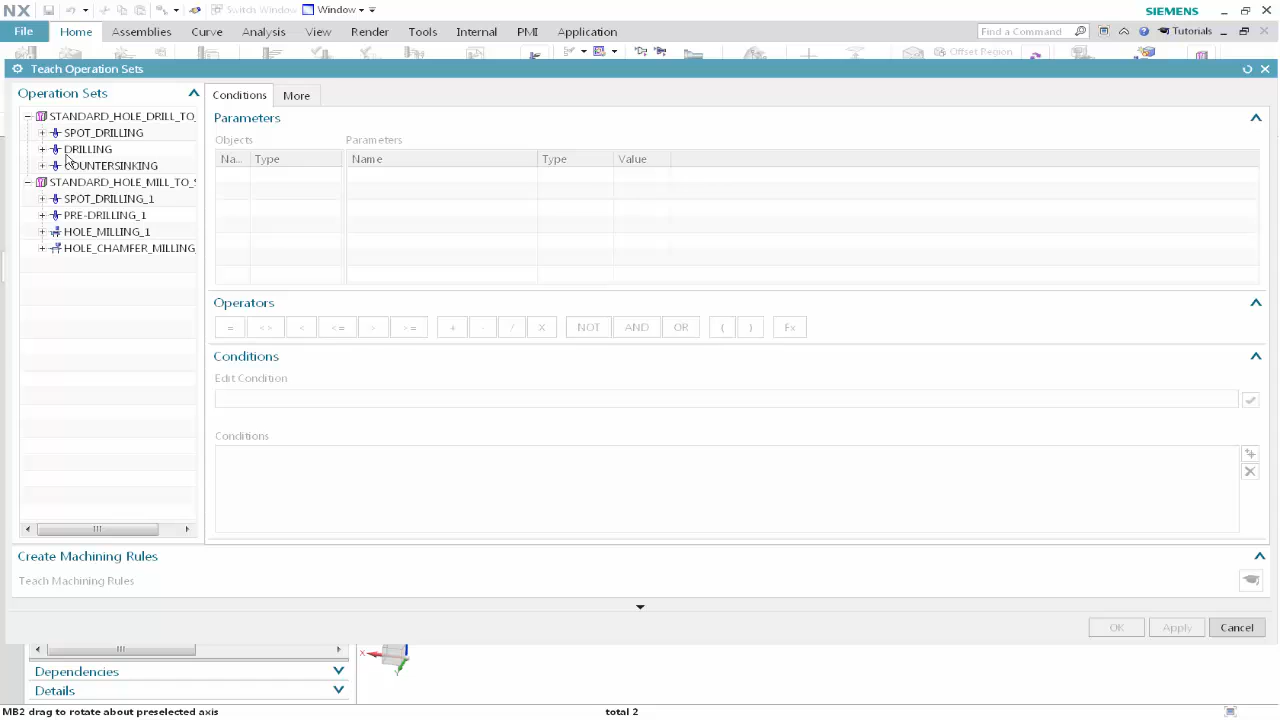 NX
Switch Window
Window
SIEMENS
File
Home
Assemblies
Curve
Analysis
View
Render
Tools
Internal
PMI
Application
Find a Command
Tutorials
Offset Region
Teach Operation Sets
Operation Sets
STANDARD_HOLE_DRILL_TO_
SPOT_DRILLING
DRILLING
COUNTERSINKING
STANDARD_HOLE_MILL_TO_S
SPOT_DRILLING_1
PRE-DRILLING_1
HOLE_MILLING_1
HOLE_CHAMFER_MILLING_
Conditions
More
Parameters
Objects
Parameters
Na...
Type
Name
Type
Value
Operators
= <> < <= > >= + - / X NOT AND OR ( ) Fx
Conditions
Edit Condition
Conditions
Create Machining Rules
Teach Machining Rules
OK
Apply
Cancel
X
Y
Dependencies
Details
MB2 drag to rotate about preselected axis
total 2